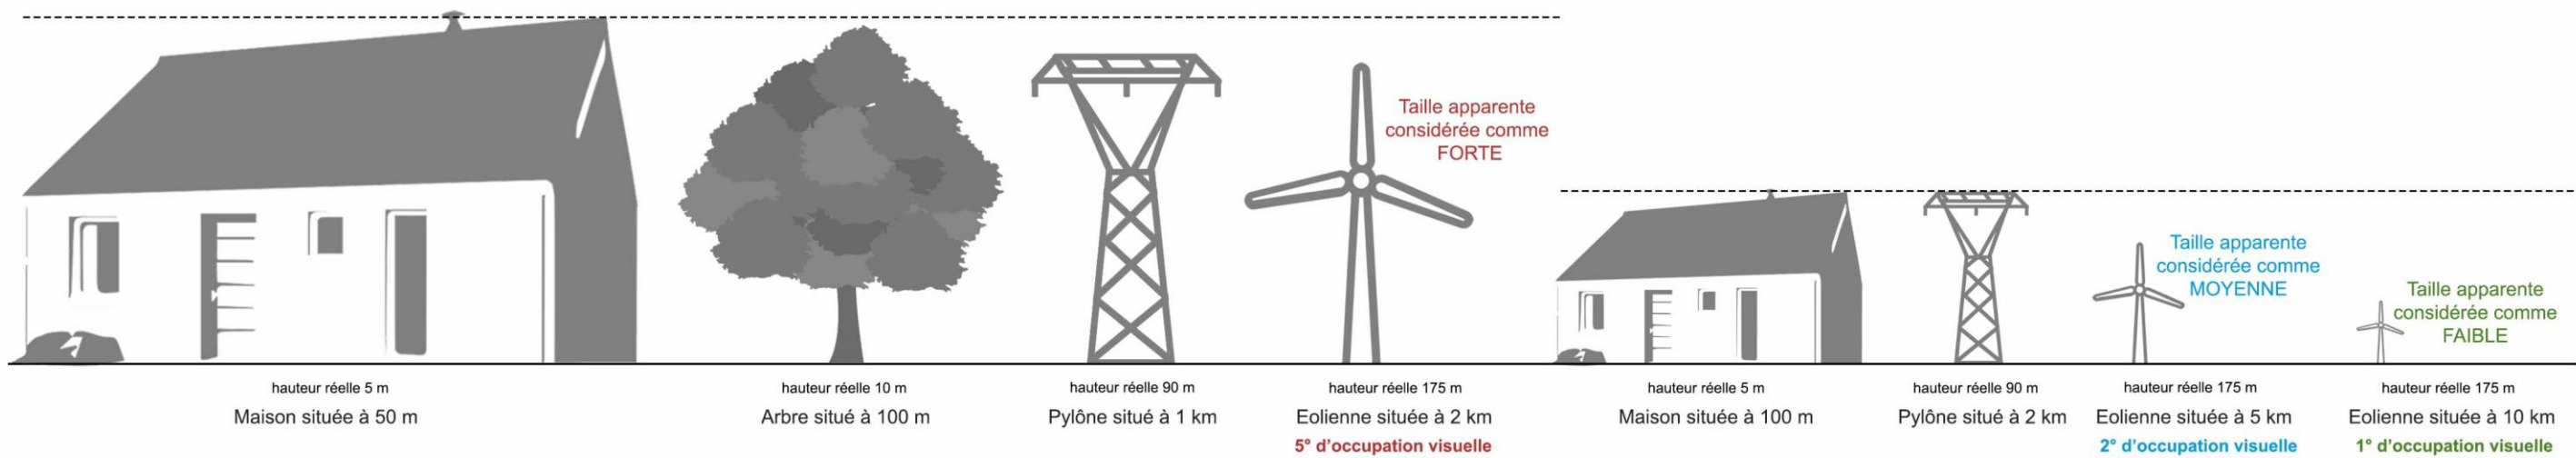 Taille apparente
considérée comme
FORTE
Taille apparente
considérée comme
MOYENNE
Taille apparente
considérée comme
FAIBLE
hauteur réelle 5 m
Maison située à 50 m
hauteur réelle 10 m
Arbre situé à 100 m
hauteur réelle 90 m
Pylône situé à 1 km
hauteur réelle 175 m
Eolienne située à 2 km
5° d'occupation visuelle
hauteur réelle 5 m
Maison située à 100 m
hauteur réelle 90 m
Pylône situé à 2 km
hauteur réelle 175 m
Eolienne située à 5 km
2° d'occupation visuelle
hauteur réelle 175 m
Eolienne située à 10 km
1° d'occupation visuelle